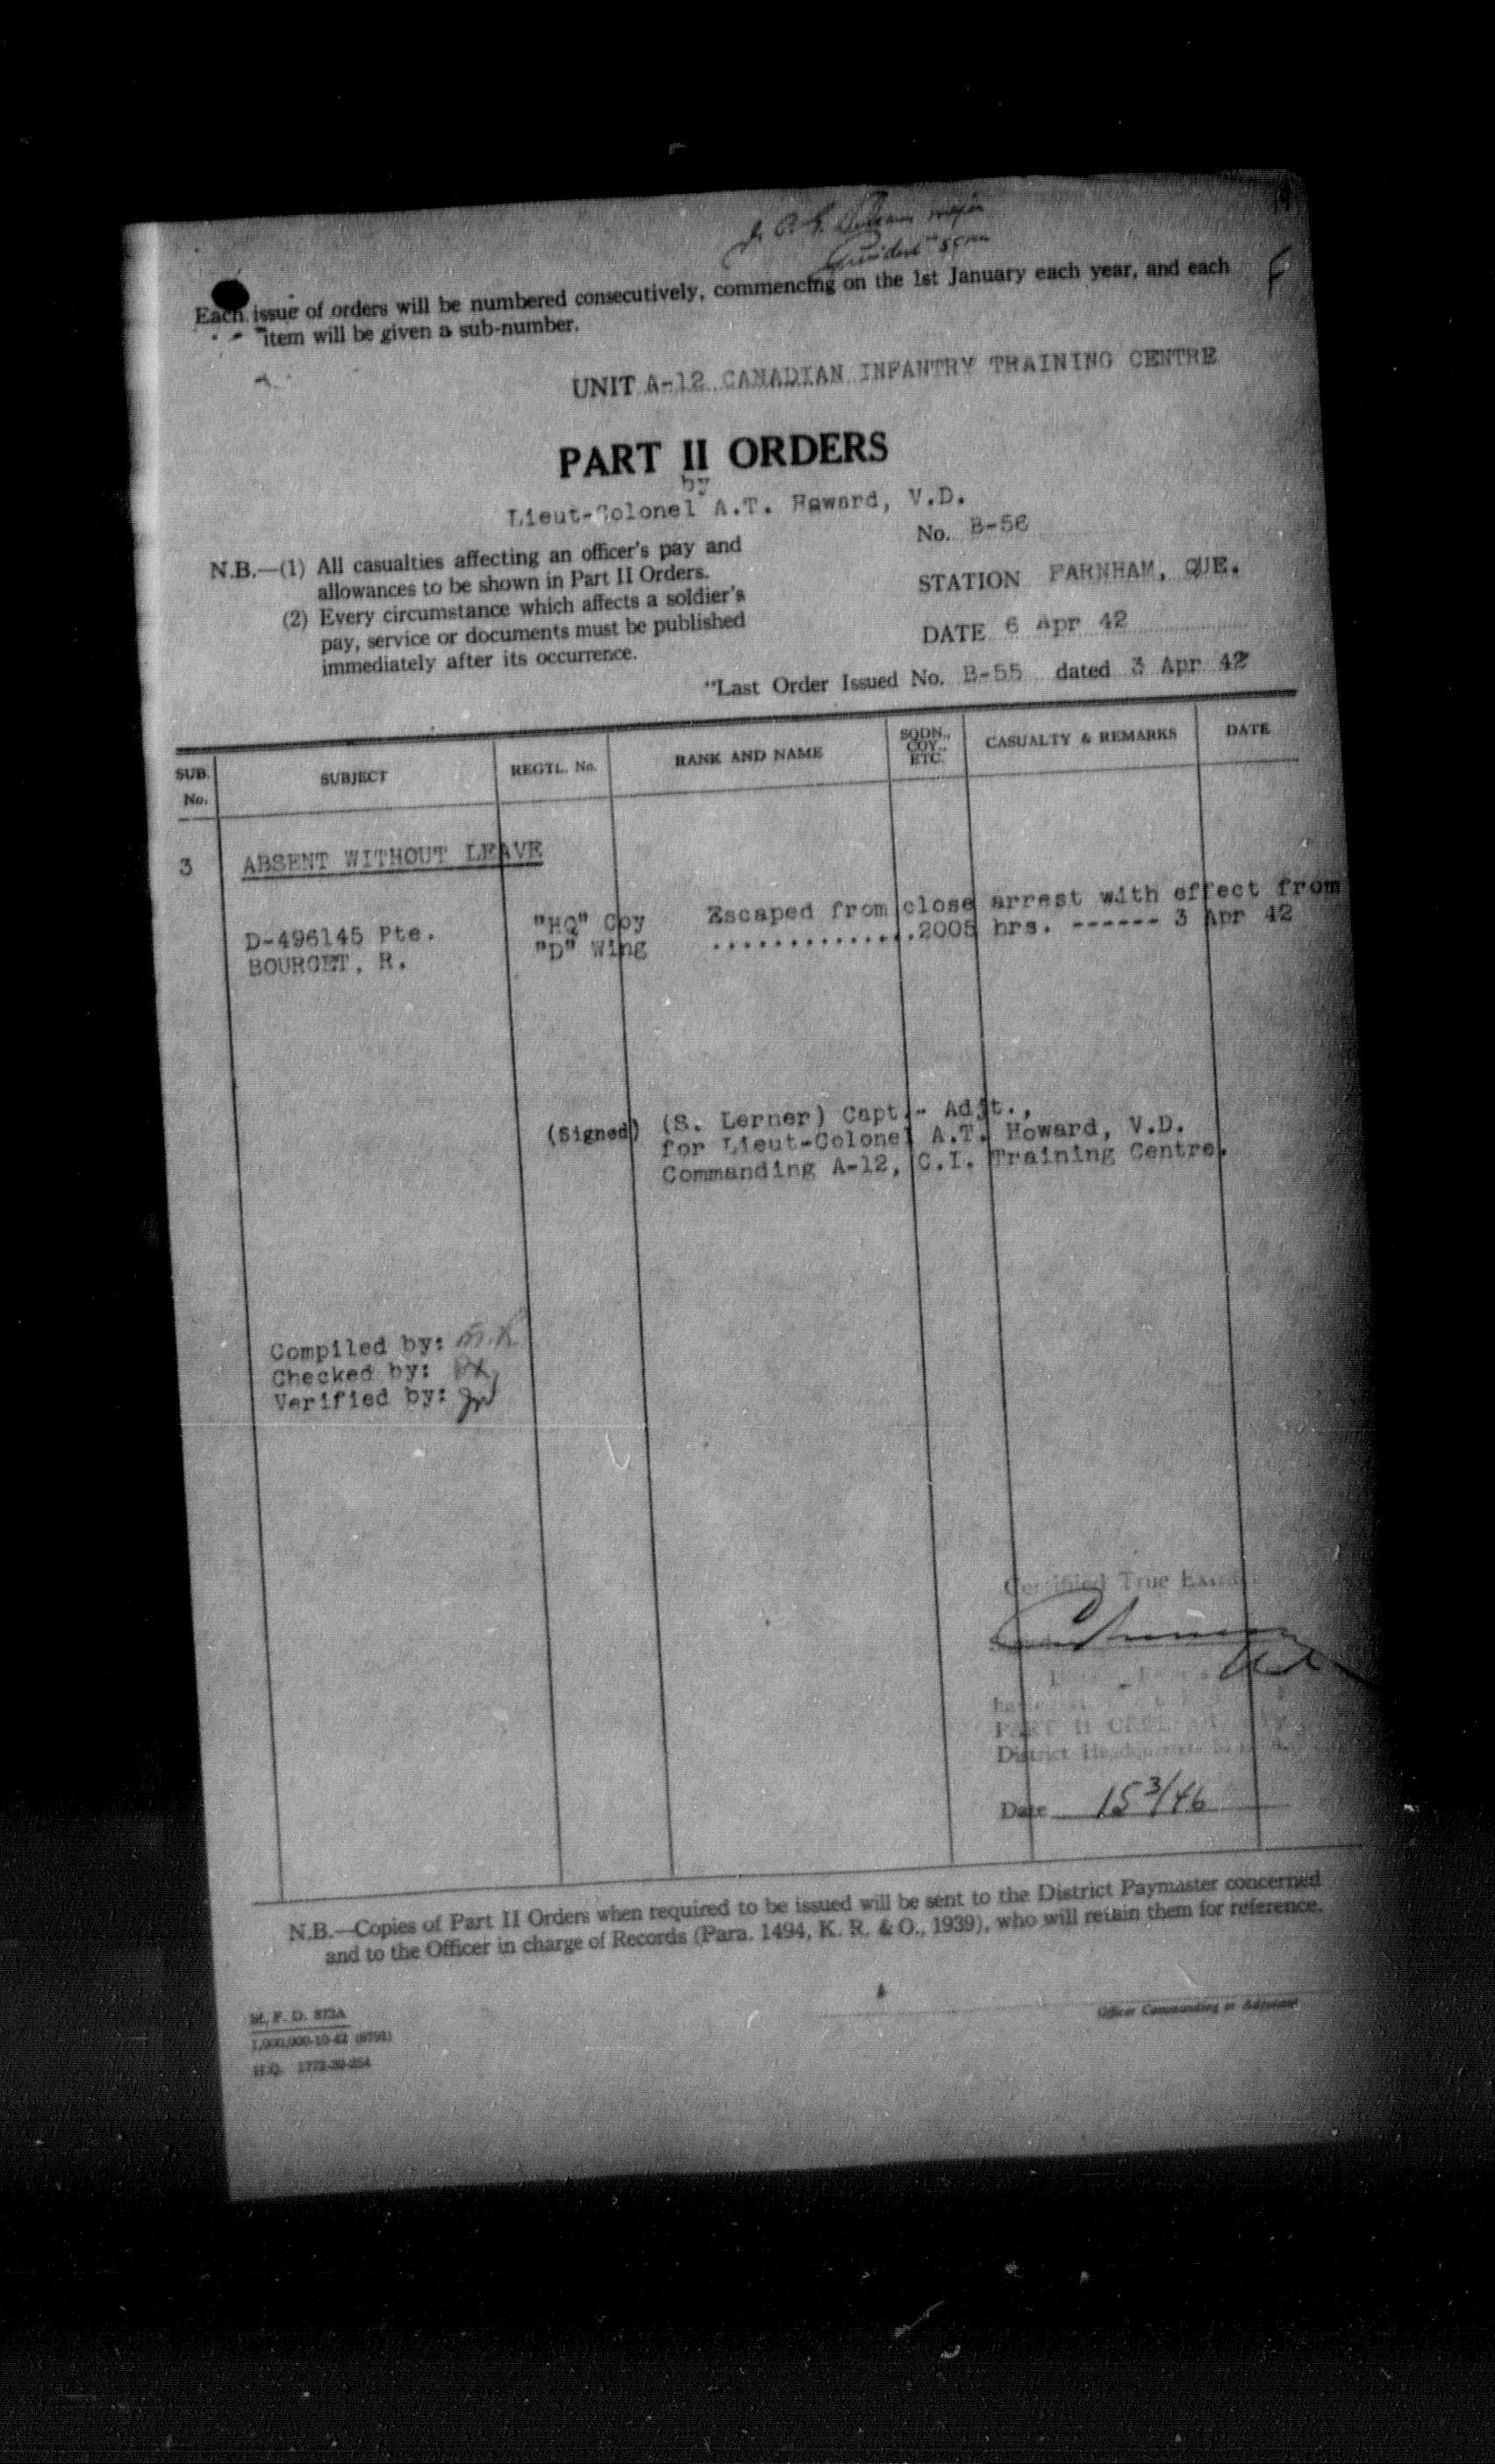 Each issue of orders will be numbered consecutively, commencing on the 1st January each year, and each
item will be given a sub-number.
UNIT A-12 CANADIAN INFANTRY TRAINING CENTRE
PART II ORDERS
by
Lieut-Colonel A.T. Howard, V.D.
No. B-56
N.B.—(1) All casualties affecting an officer's pay and
allowances to be shown in Part II Orders.
(2) Every circumstance which affects a soldier's
pay, service or documents must be published
immediately after its occurrence.
STATION FARNHAM, QUE.
DATE 6 Apr 42
"Last Order Issued No. B-55 dated 3 Apr 42
SUB. No. SUBJECT REGTL. No. RANK AND NAME SQDN., COY., ETC. CASUALTY & REMARKS DATE
3 ABSENT WITHOUT LEAVE
D-496145 Pte. "HQ" Coy Escaped from close arrest with effect from
BOURGET, R. "D" Wing ..............2005 hrs. ------ 3 Apr 42
(Signed) (S. Lerner) Capt.- Adjt.,
for Lieut-Colonel A.T. Howard, V.D.
Commanding A-12, C.I. Training Centre.
Compiled by:
Checked by:
Verified by:
Certified True
PART II
District
Date 15 3/46
N.B.—Copies of Part II Orders when required to be issued will be sent to the District Paymaster concerned
and to the Officer in charge of Records (Para. 1494, K. R. & O., 1939), who will retain them for reference.
Officer Commanding or Adjutant
M. F. D. 873A
H.Q. 1772-39-254